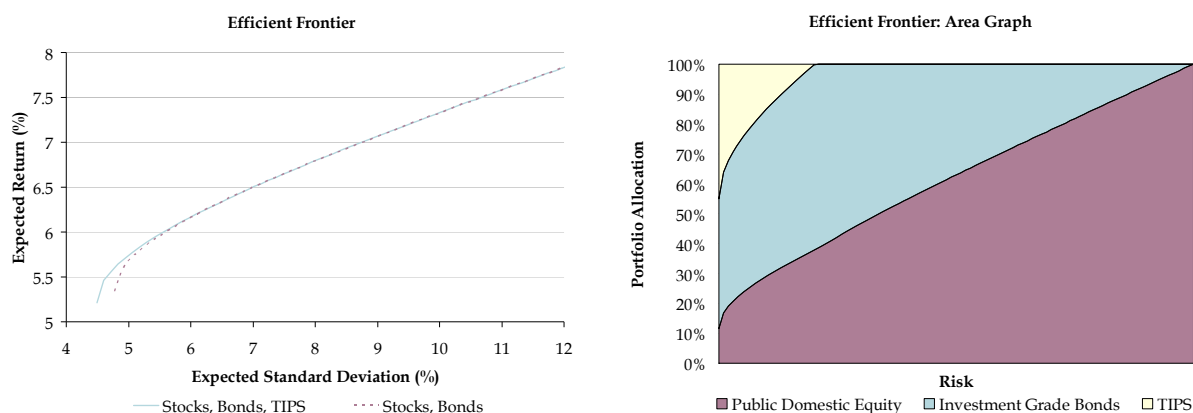 Efficient Frontier
Expected Return (%)
8
7.5
7
6.5
6
5.5
5
4 5 6 7 8 9 10 11 12
Expected Standard Deviation (%)
Stocks, Bonds, TIPS Stocks, Bonds
Efficient Frontier: Area Graph
Portfolio Allocation
100%
90%
80%
70%
60%
50%
40%
30%
20%
10%
0%
Risk
Public Domestic Equity Investment Grade Bonds TIPS